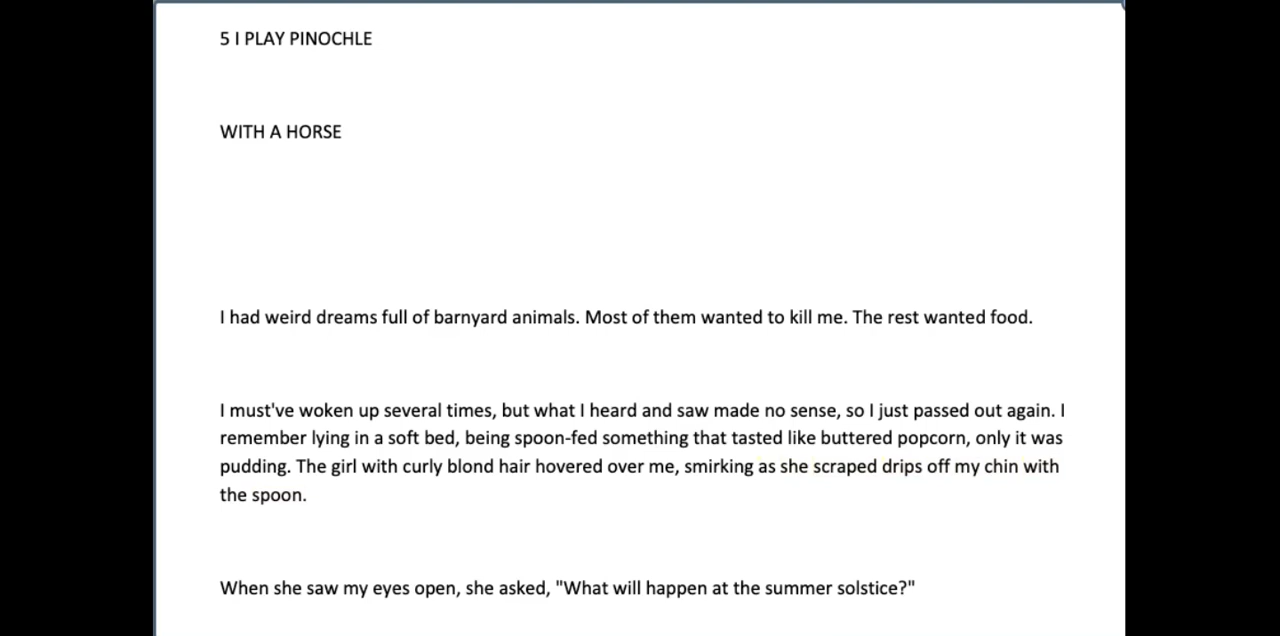 5 I PLAY PINOCHLE
WITH A HORSE
I had weird dreams full of barnyard animals. Most of them wanted to kill me. The rest wanted food.
I must've woken up several times, but what I heard and saw made no sense, so I just passed out again. I
remember lying in a soft bed, being spoon-fed something that tasted like buttered popcorn, only it was
pudding. The girl with curly blond hair hovered over me, smirking as she scraped drips off my chin with
the spoon.
When she saw my eyes open, she asked, "What will happen at the summer solstice?"